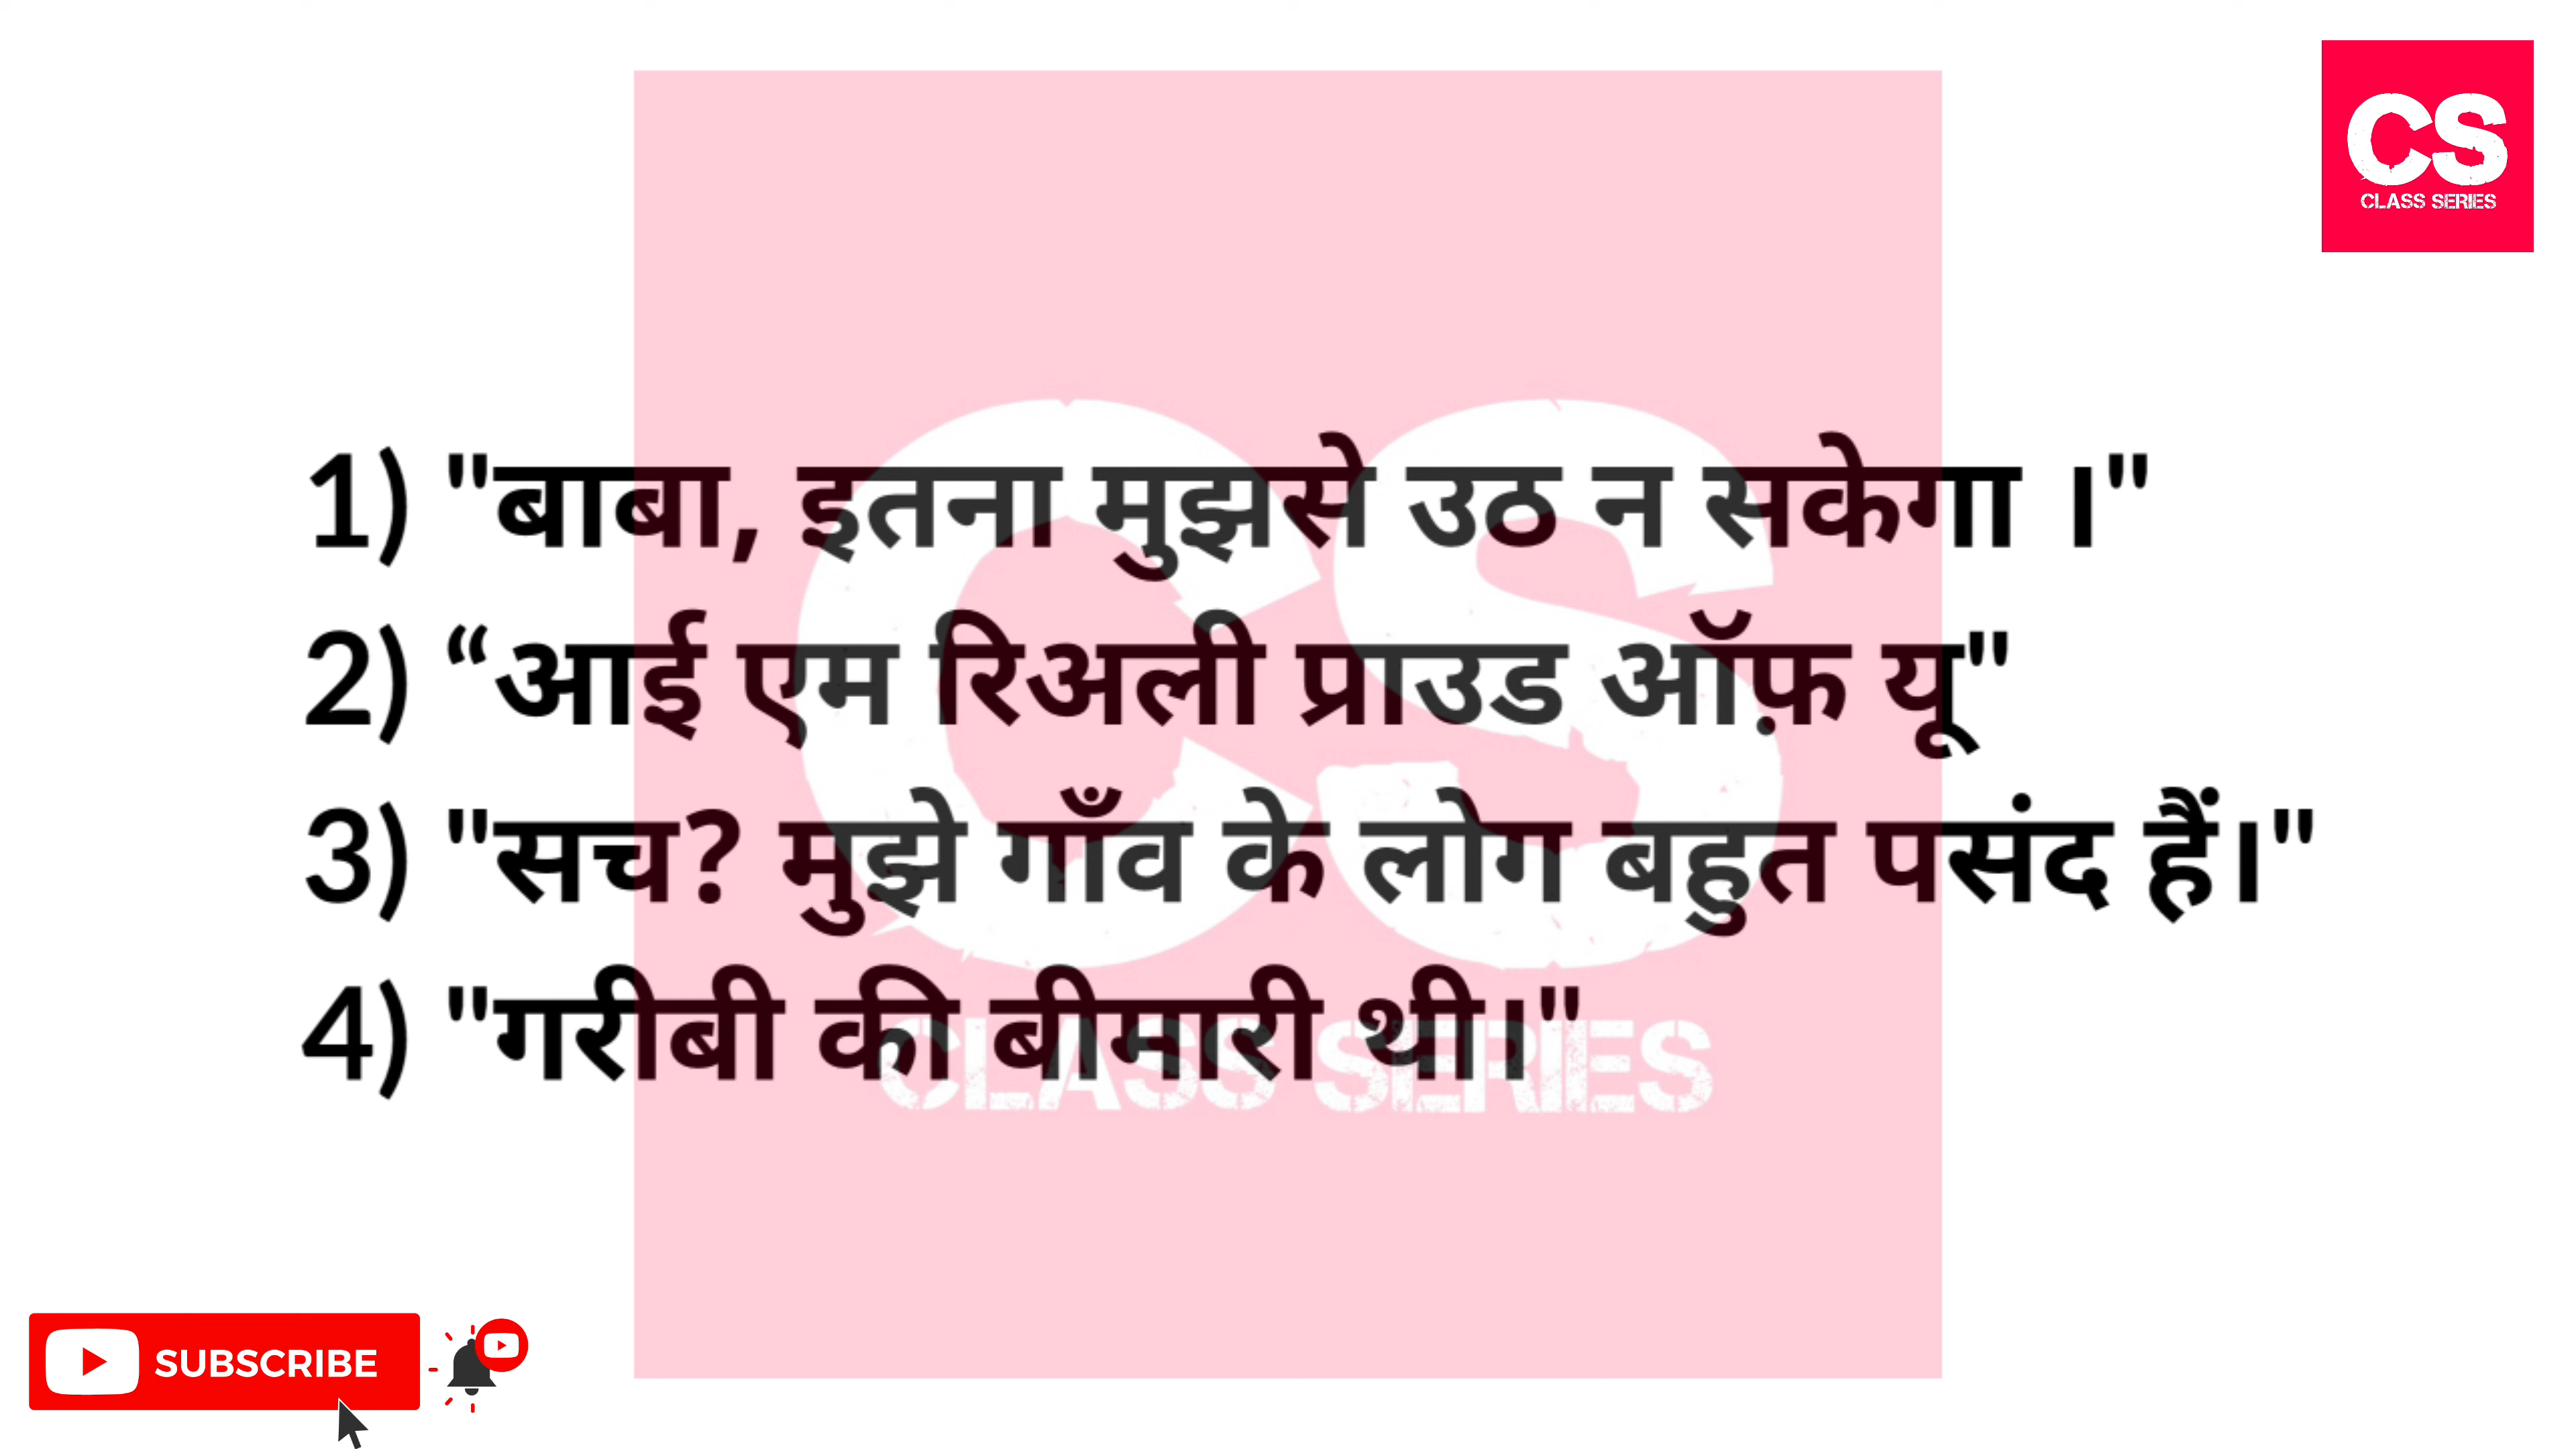 CS
CLASS SERIES
1) "बाबा, इतना मुझसे उठ न सकेगा ।"
2) “आई एम रिअली प्राउड ऑफ़ यू"
3) "सच? मुझे गाँव के लोग बहुत पसंद हैं।"
4) "गरीबी की बीमारी थी।"
CS
CLASS SERIES
SUBSCRIBE